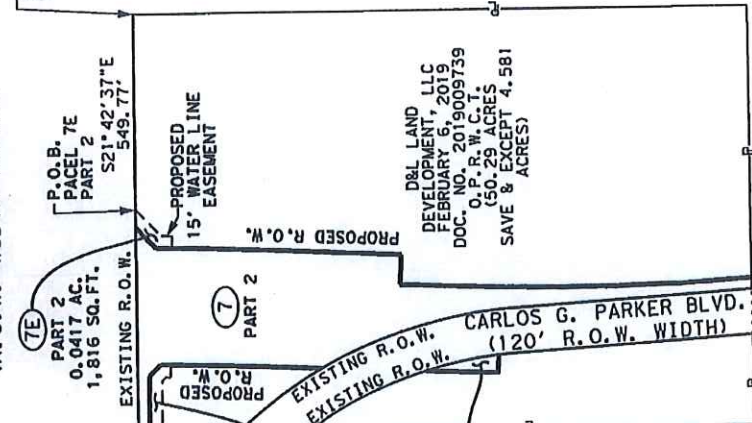 P.O.B.
PACEL 7E
PART 2
S21°42'37"E
549.77'
7E
PART 2
0.0417 AC.
1,816 SQ.FT.
EXISTING R.O.W.
PROPOSED
15' WATER LINE
EASEMENT
PROPOSED R.O.W.
7
PART 2
D&L LAND
DEVELOPMENT, LLC
FEBRUARY 6, 2019
DOC. NO. 2019009739
O.P.R.W.C.T.
(50.29 ACRES
SAVE & EXCEPT 4.581
ACRES)
PROPOSED
R.O.W.
EXISTING R.O.W.
EXISTING R.O.W.
CARLOS G. PARKER BLVD.
(120' R.O.W. WIDTH)